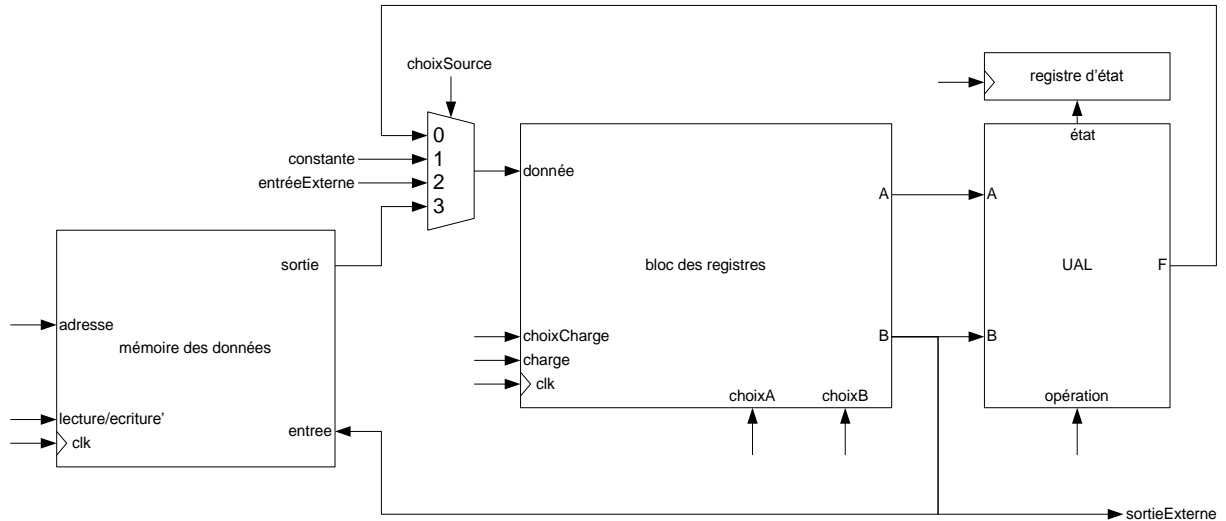 choixSource
0
1
2
3
constante
entréeExterne
registre d'état
état
donnée
A
A
bloc des registres
UAL
F
sortie
adresse
mémoire des données
choixCharge
charge
clk
B
B
choixA
choixB
opération
lecture/ecriture'
clk
entree
sortieExterne